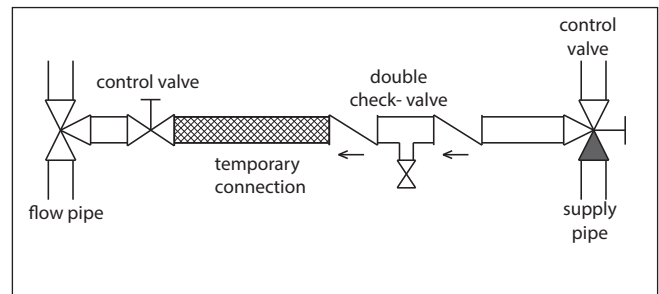 control
valve
control valve
double
check- valve
temporary
connection
flow pipe
supply
pipe